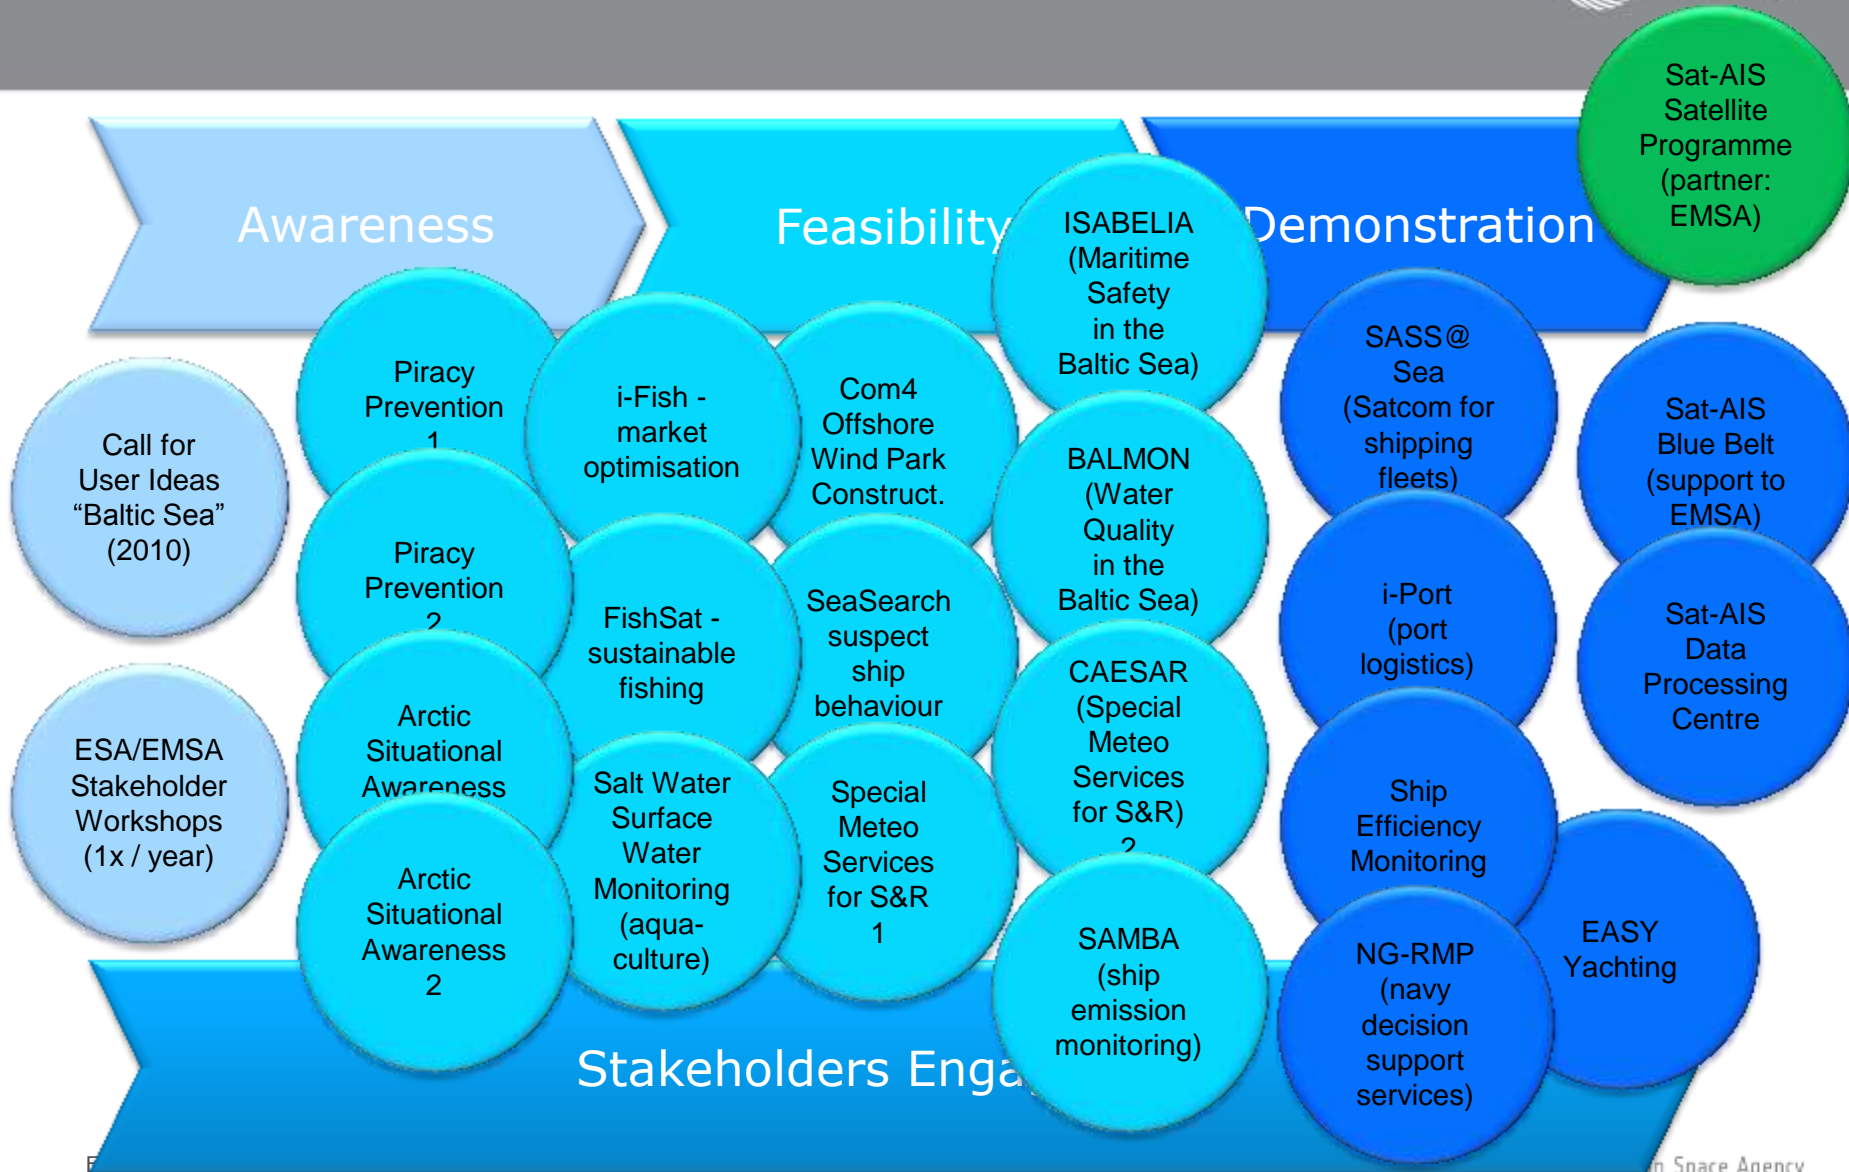 Awareness
Feasibility
Demonstration
Sat-AIS
Satellite
Programme
(partner:
EMSA)
Call for
User Ideas
“Baltic Sea”
(2010)
ESA/EMSA
Stakeholder
Workshops
(1x / year)
Piracy
Prevention
1
Piracy
Prevention
2
Arctic
Situational
Awareness
Arctic
Situational
Awareness
2
i-Fish -
market
optimisation
FishSat -
sustainable
fishing
Salt Water
Surface
Water
Monitoring
(aqua-
culture)
Com4
Offshore
Wind Park
Construct.
SeaSearch
suspect
ship
behaviour
Special
Meteo
Services
for S&R
1
ISABELIA
(Maritime
Safety
in the
Baltic Sea)
BALMON
(Water
Quality
in the
Baltic Sea)
CAESAR
(Special
Meteo
Services
for S&R)
2
SAMBA
(ship
emission
monitoring)
SASS@
Sea
(Satcom for
shipping
fleets)
i-Port
(port
logistics)
Ship
Efficiency
Monitoring
NG-RMP
(navy
decision
support
services)
EASY
Yachting
Sat-AIS
Blue Belt
(support to
EMSA)
Sat-AIS
Data
Processing
Centre
Stakeholders
Space Agency